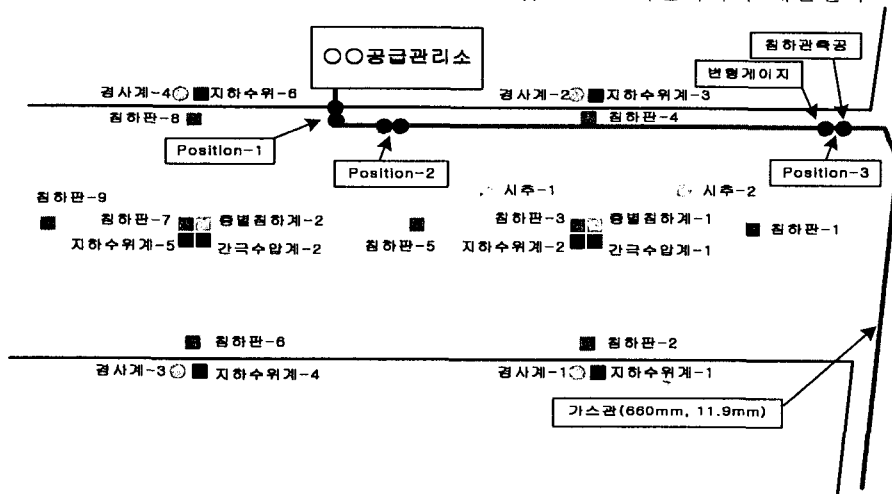 침하관측공
○○공급관리소
변형게이지
경사계-4 지하수위-6
경사계-2 지하수위계-3
침하판-8
침하판-4
Position-1
Position-2
Position-3
시추-1
시추-2
침하판-9
침하판-7 층별침하계-2
침하판-3 층별침하계-1
지하수위계-5 간극수압계-2
침하판-5
지하수위계-2 간극수압계-1
침하판-1
침하판-6
침하판-2
경사계-3 지하수위계-4
경사계-1 지하수위계-1
가스관(660mm, 11.9mm)